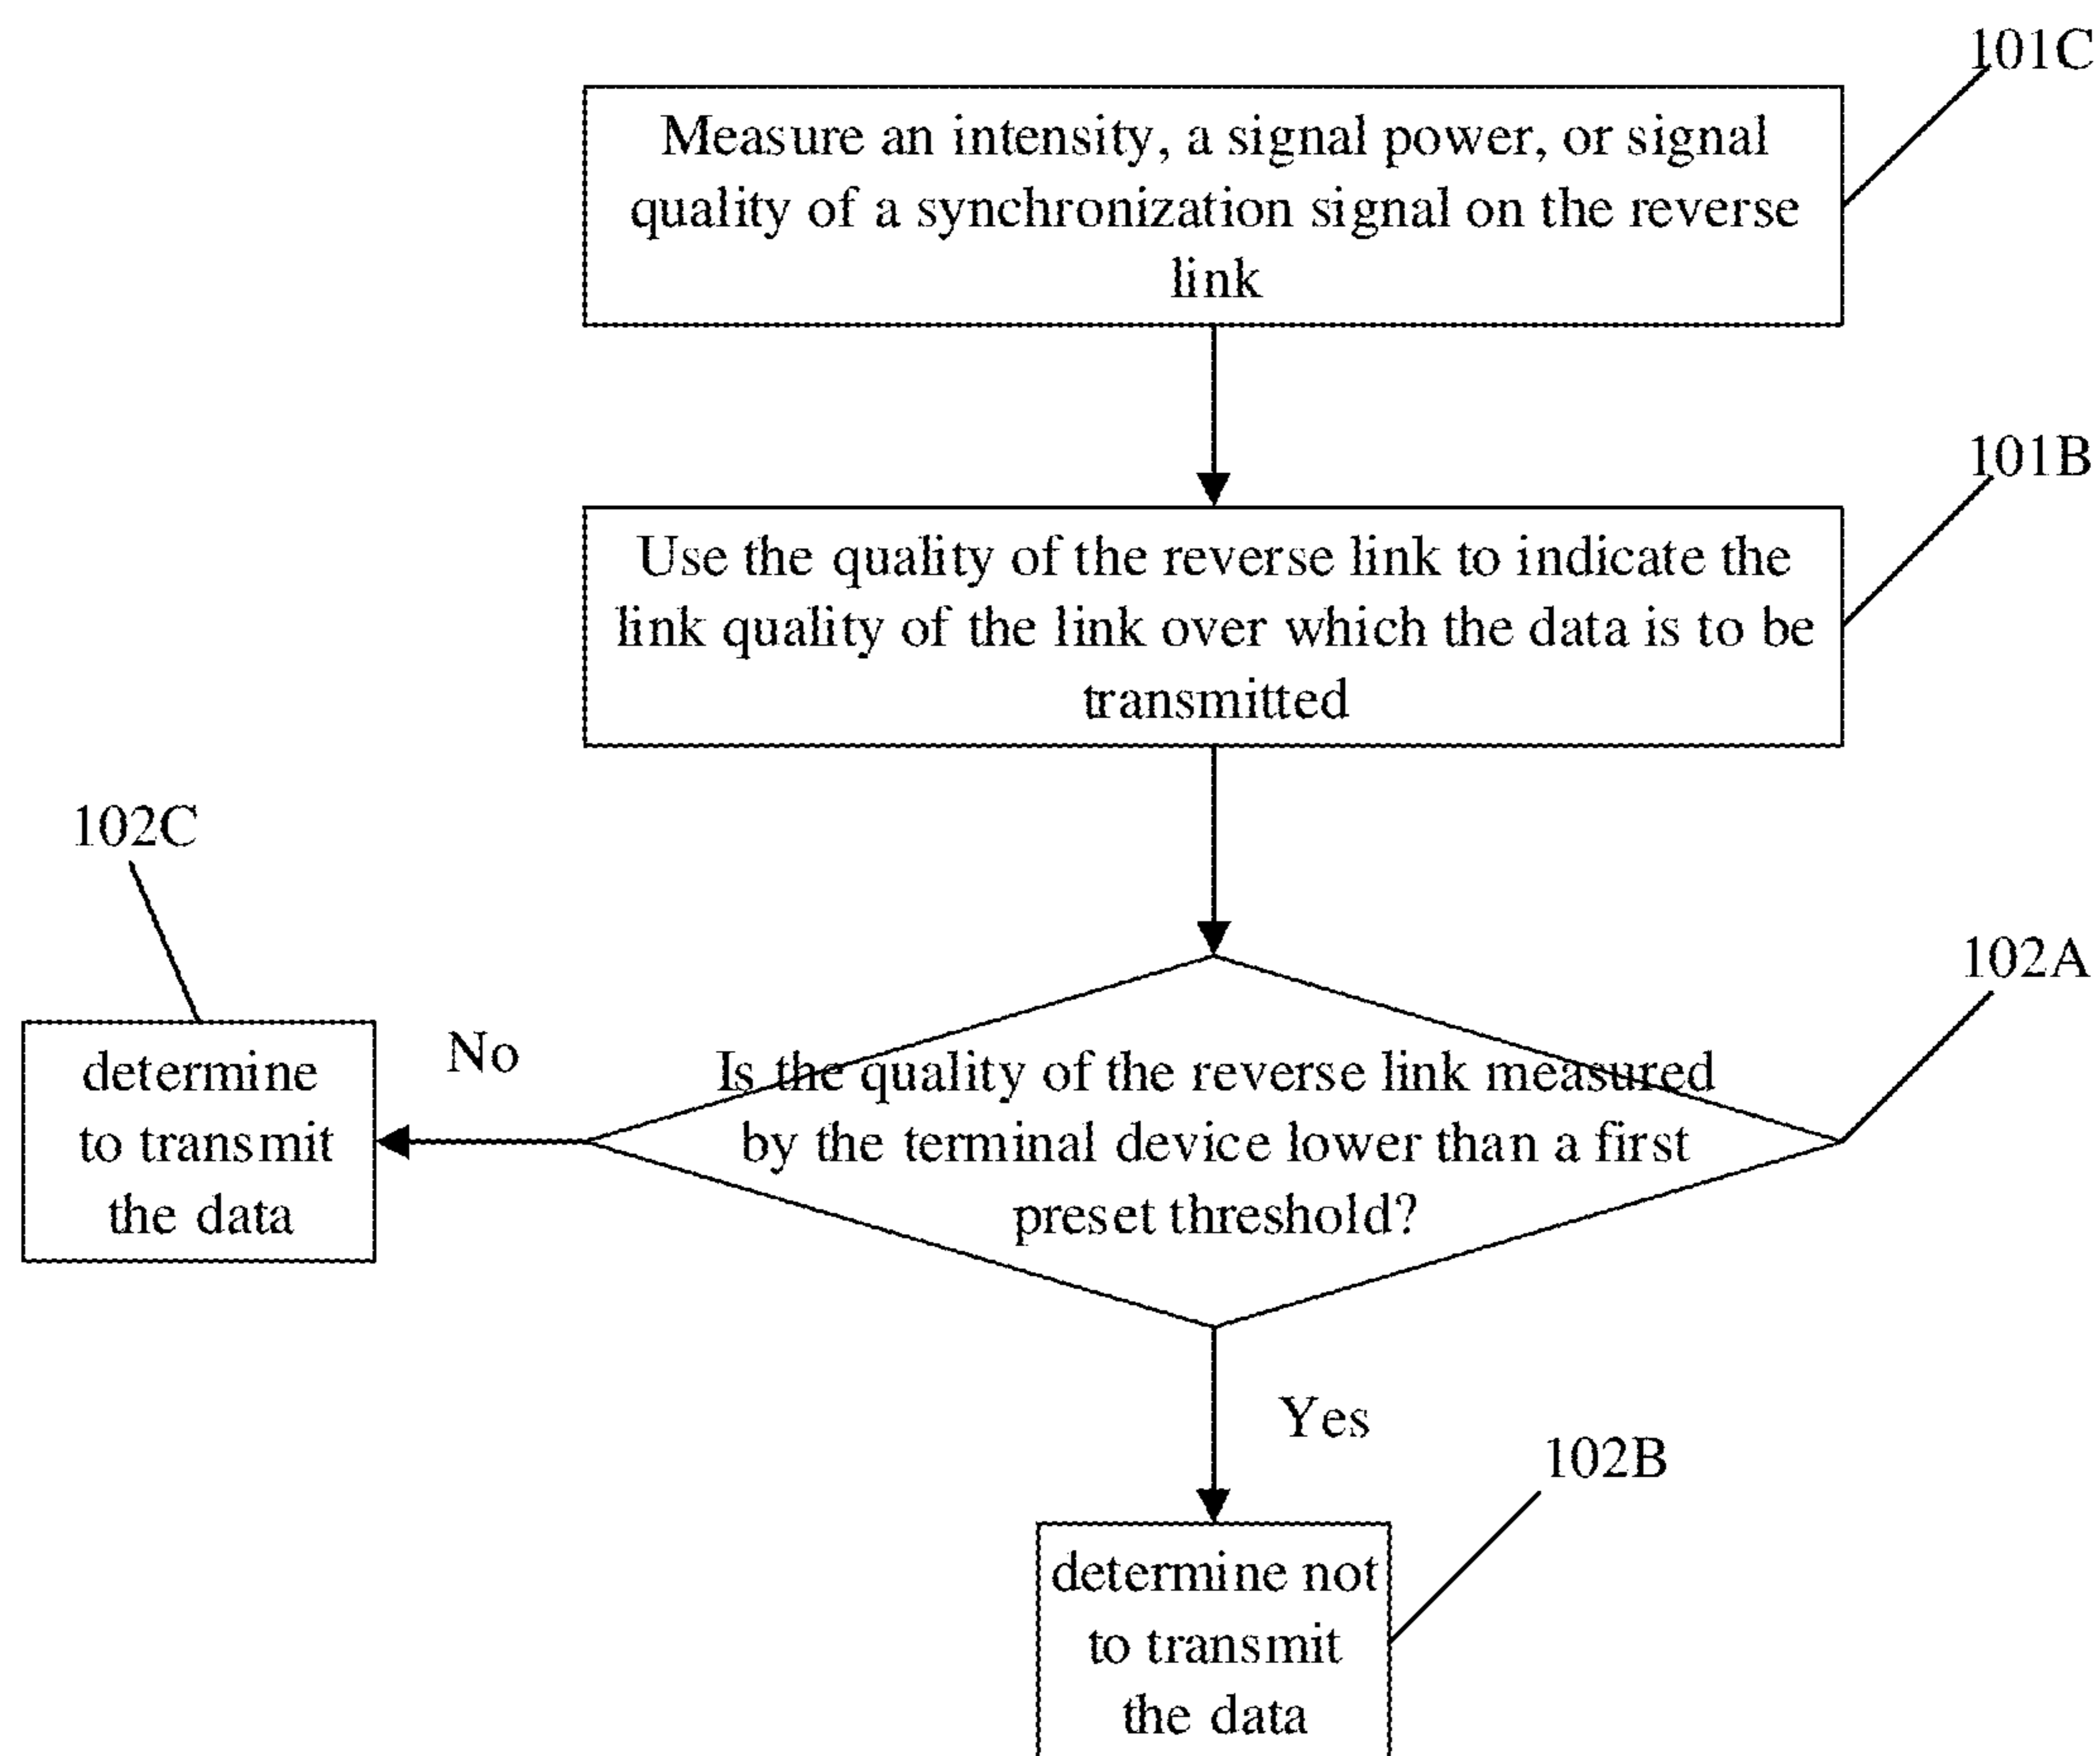 101C
Measure an intensity, a signal power, or signal
quality of a synchronization signal on the reverse
link
101B
Use the quality of the reverse link to indicate the
link quality of the link over which the data is to be
transmitted
102C
102A
determine
to transmit
the data
No
Is the quality of the reverse link measured
by the terminal device lower than a first
preset threshold?
Yes
102B
determine not
to transmit
the data